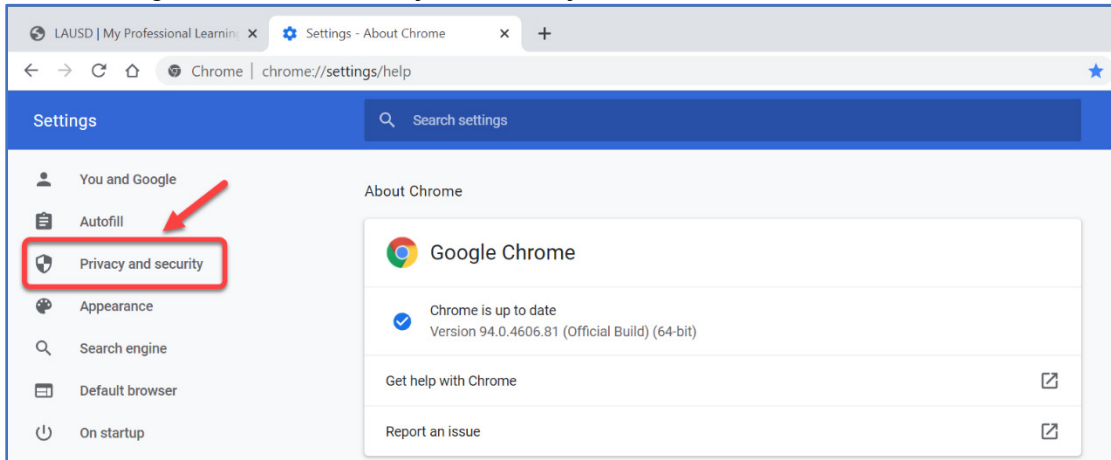 LAUSD | My Professional Learnin
Settings - About Chrome
Chrome | chrome://settings/help
Settings
Search settings
You and Google
Autofill
Privacy and security
Appearance
Search engine
Default browser
On startup
About Chrome
Google Chrome
Chrome is up to date
Version 94.0.4606.81 (Official Build) (64-bit)
Get help with Chrome
Report an issue